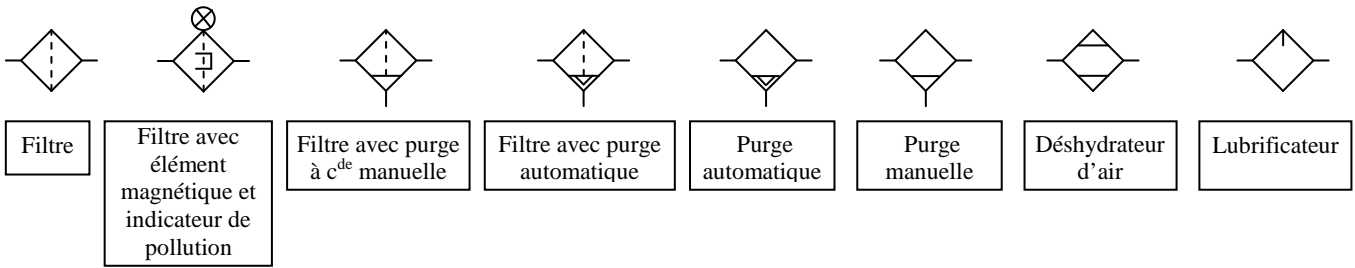 Filtre
Filtre avec
élément
magnétique et
indicateur de
pollution
Filtre avec purge
à cde manuelle
Filtre avec purge
automatique
Purge
automatique
Purge
manuelle
Déshydrateur
d’air
Lubrificateur